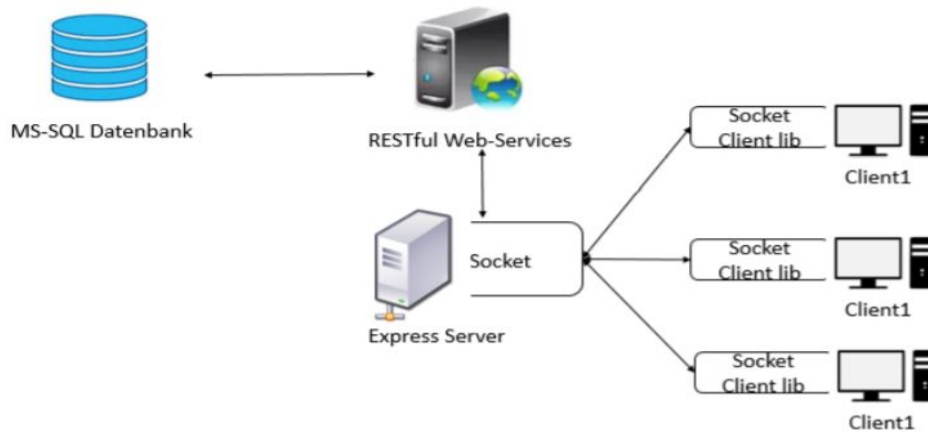 MS-SQL Datenbank
RESTful Web-Services
Socket
Client lib
Client1
Socket
Express Server
Socket
Client lib
Client1
Socket
Client lib
Client1